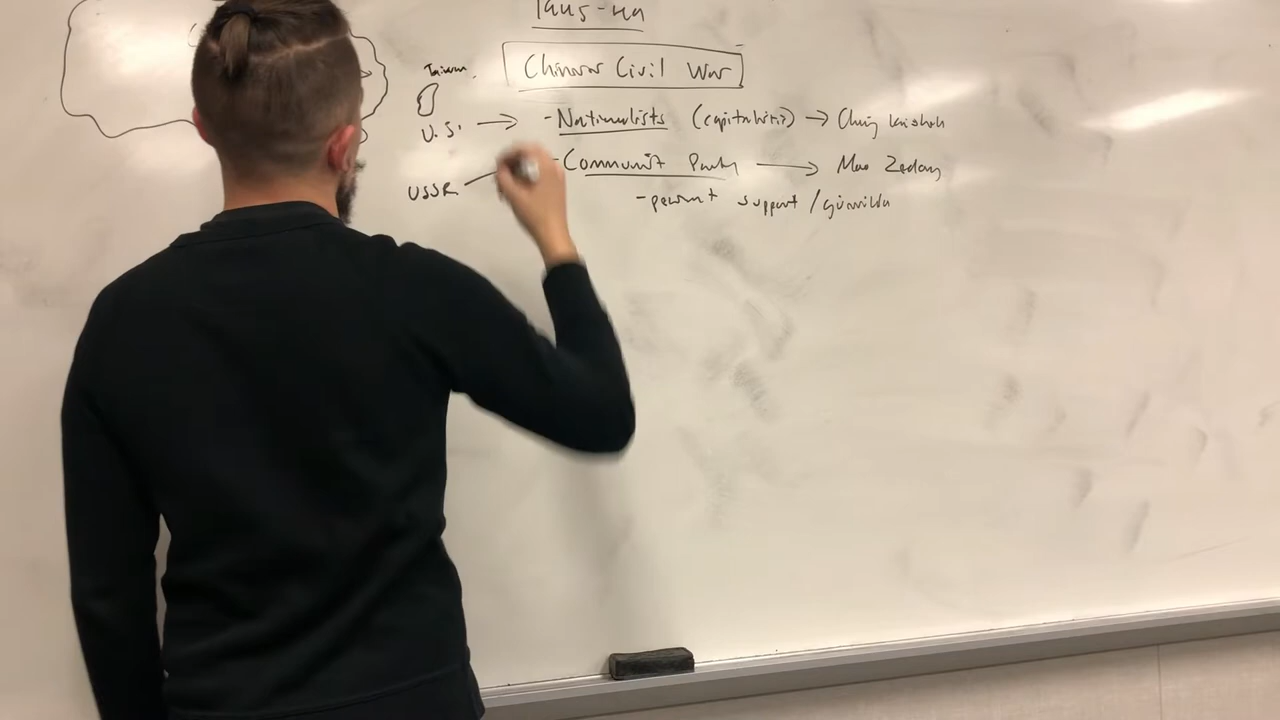 Chinese Civil War
Taiwan
U.S. → - Nationalists (capitalists) → Chiang Kaishek
USSR - Communist Party → Mao Zedong
- peasant support / guerrilla